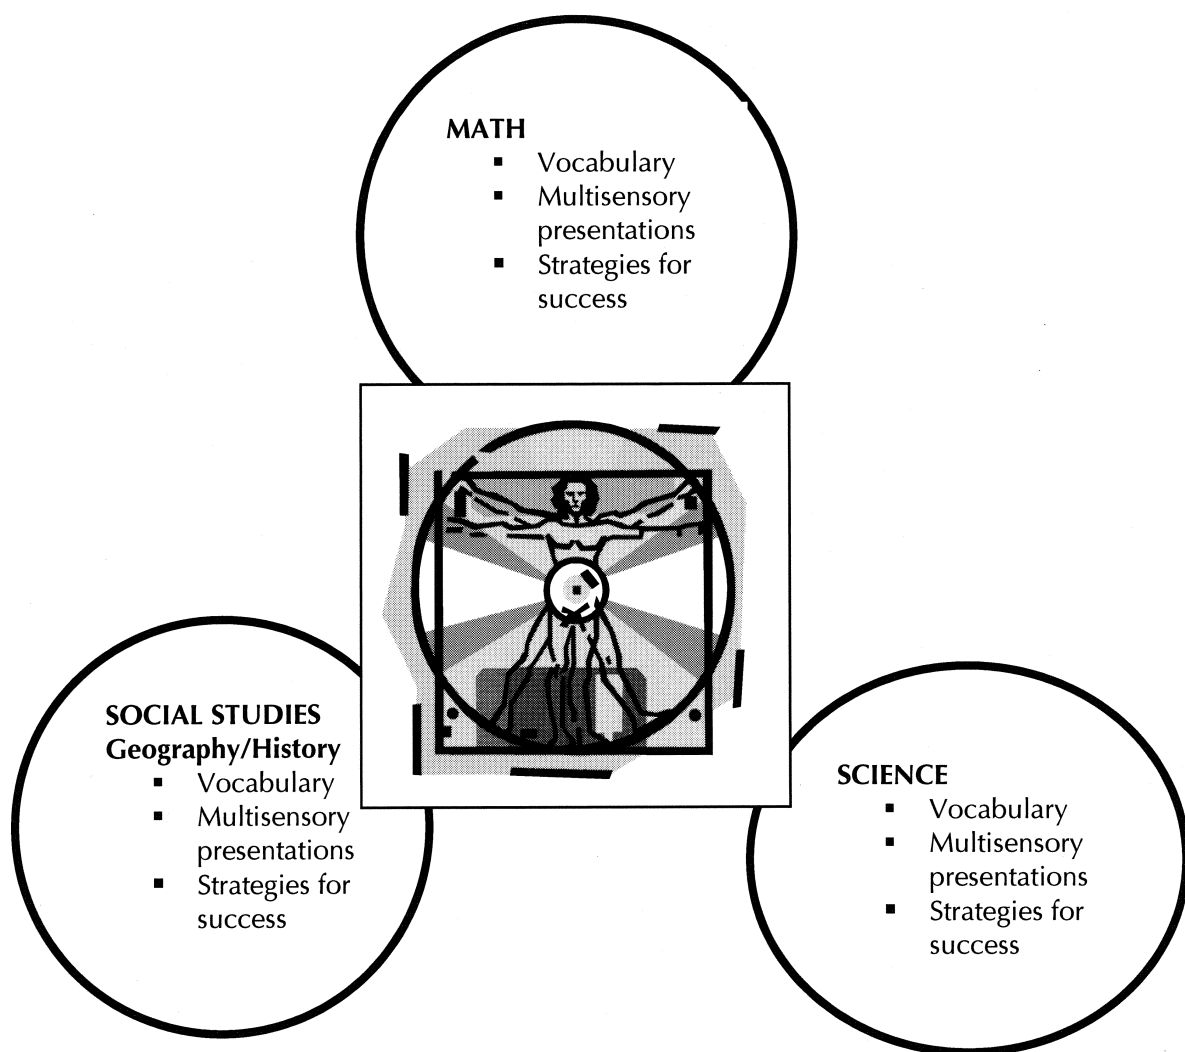 MATH
▪ Vocabulary
▪ Multisensory
presentations
▪ Strategies for
success
SOCIAL STUDIES
Geography/History
▪ Vocabulary
▪ Multisensory
presentations
▪ Strategies for
success
SCIENCE
▪ Vocabulary
▪ Multisensory
presentations
▪ Strategies for
success